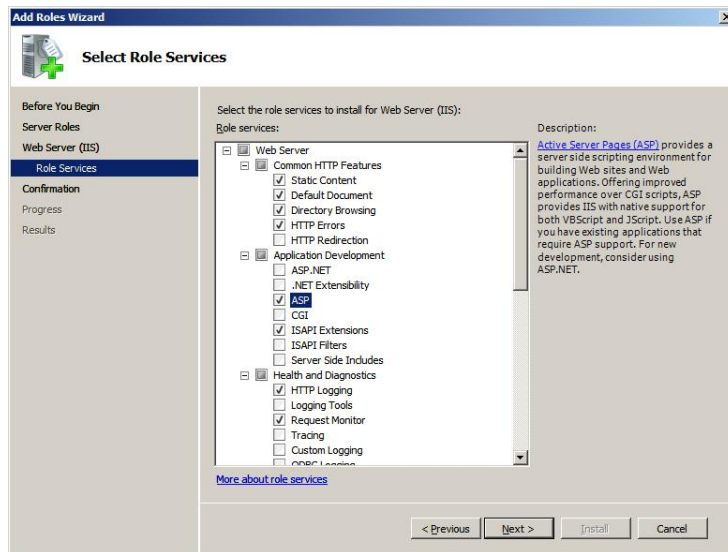 Add Roles Wizard
Select Role Services
Before You Begin
Server Roles
Web Server (IIS)
Role Services
Confirmation
Progress
Results
Select the role services to install for Web Server (IIS):
Role services:
Web Server
Common HTTP Features
Static Content
Default Document
Directory Browsing
HTTP Errors
HTTP Redirection
Application Development
ASP.NET
.NET Extensibility
ASP
CGI
ISAPI Extensions
ISAPI Filters
Server Side Includes
Health and Diagnostics
HTTP Logging
Logging Tools
Request Monitor
Tracing
Custom Logging
ODBC Logging
More about role services
Description:
Active Server Pages (ASP) provides a
server side scripting environment for
building Web sites and Web
applications. Offering improved
performance over CGI scripts, ASP
provides IIS with native support for
both VBScript and JScript. Use ASP if
you have existing applications that
require ASP support. For new
development, consider using
ASP.NET.
< Previous
Next >
Install
Cancel